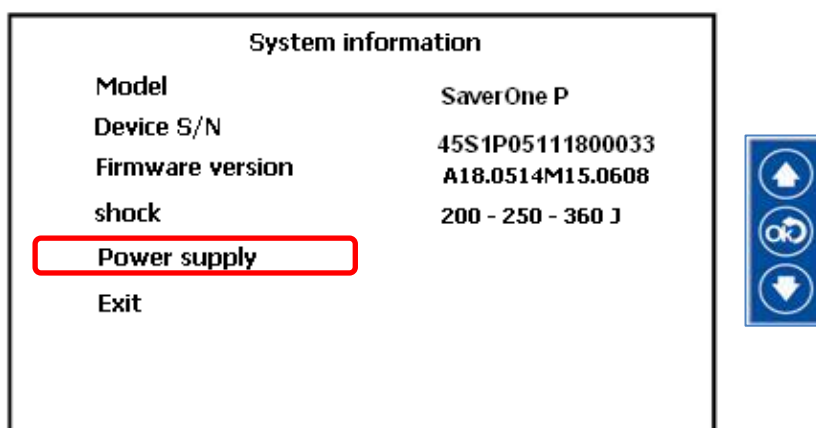 System information
Model SaverOne P
Device S/N 45S1P05111800033
Firmware version A18.0514M15.0608
shock 200 - 250 - 360 J
Power supply
Exit
OK